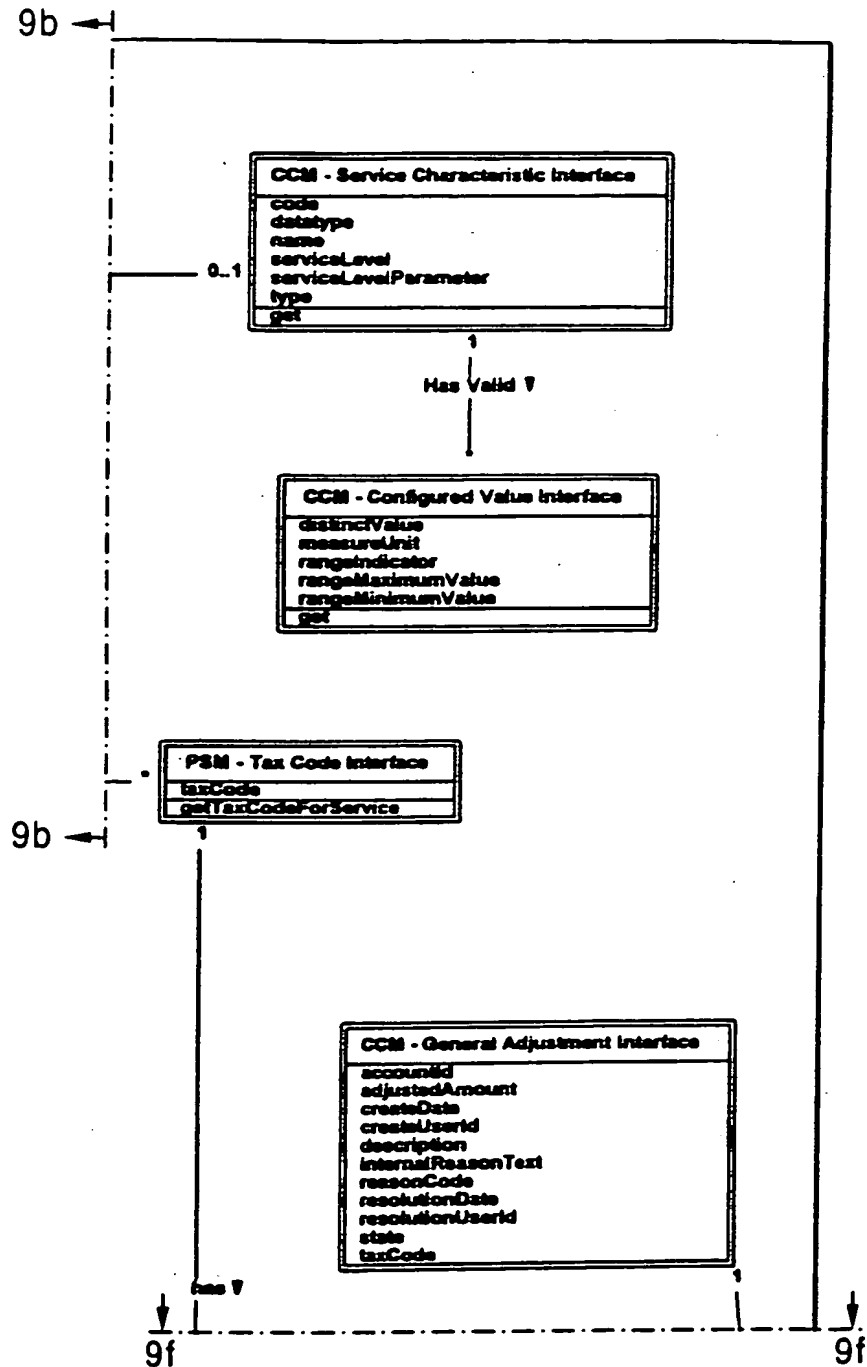 9b
CCM - Service Characteristic Interface
code
datatype
name
serviceLevel
serviceLevelParameter
type
get
0..1
1
Has Valid ▼
*
CCM - Configured Value Interface
distinctValue
measureUnit
rangeIndicator
rangeMaximumValue
rangeMinimumValue
get
PSM - Tax Code Interface
taxCode
getTaxCodeForService
*
9b
1
CCM - General Adjustment Interface
accountId
adjustedAmount
createDate
createUserId
description
internalReasonText
reasonCode
resolutionDate
resolutionUserId
state
taxCode
has ▼
1
9f
9f